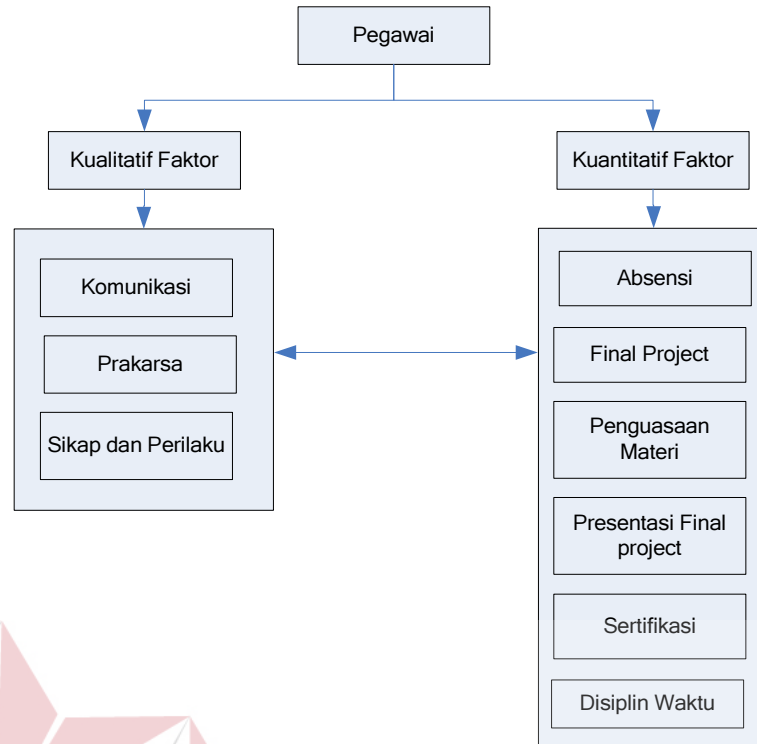 Pegawai
Kualitatif Faktor
Kuantitatif Faktor
Komunikasi
Prakarsa
Sikap dan Perilaku
Absensi
Final Project
Penguasaan
Materi
Presentasi Final
project
Sertifikasi
Disiplin Waktu